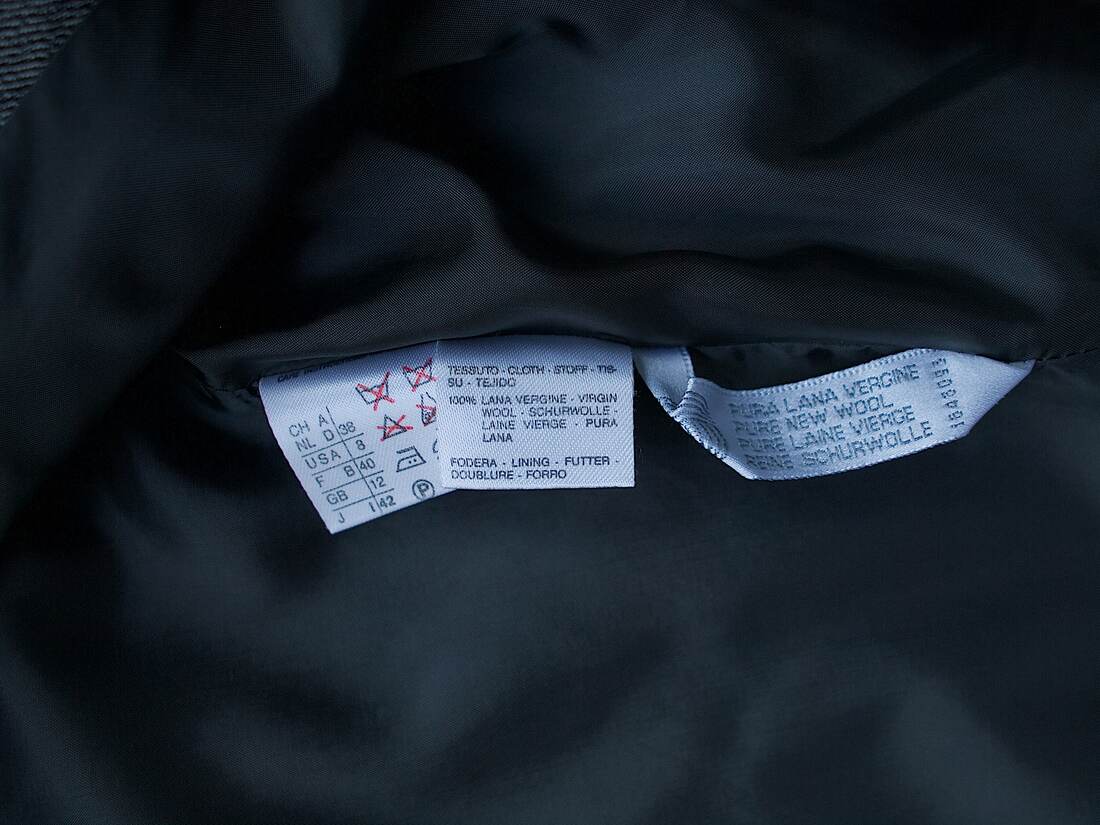 CH A/
NL D 38
USA 8
F B 40
GB 12
J I 42
P
TESSUTO - CLOTH - STOFF - TIS-
SU - TEJIDO
100% LANA VERGINE - VIRGIN
WOOL - SCHURWOLLE -
LAINE VIERGE - PURA
LANA
FODERA - LINING - FUTTER -
DOUBLURE - FORRO
PURA LANA VERGINE
PURE NEW WOOL
PURE LAINE VIERGE
REINE SCHURWOLLE